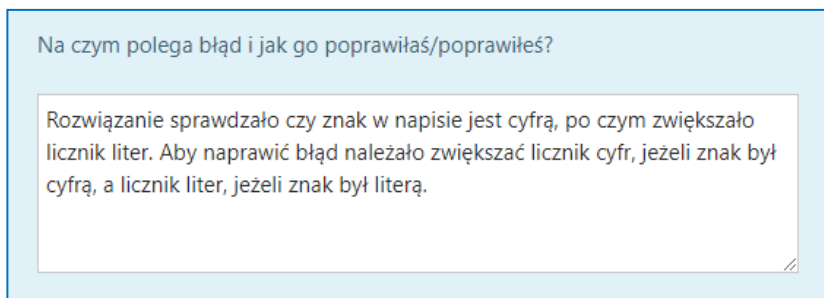 Na czym polega błąd i jak go poprawiłaś/poprawiłeś?
Rozwiązanie sprawdzało czy znak w napisie jest cyfrą, po czym zwiększało
licznik liter. Aby naprawić błąd należało zwiększać licznik cyfr, jeżeli znak był
cyfrą, a licznik liter, jeżeli znak był literą.